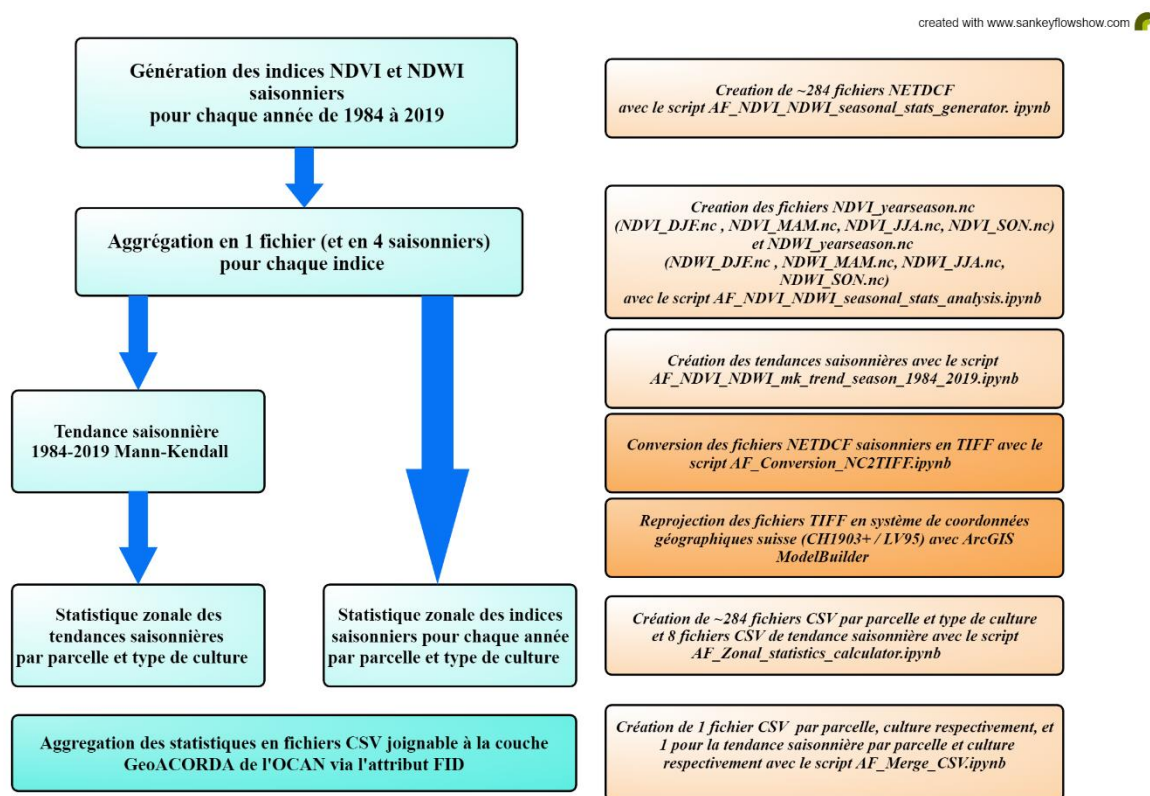 created with www.sankeyflowshow.com
Génération des indices NDVI et NDWI
saisonniers
pour chaque année de 1984 à 2019
Creation de ~284 fichiers NETDCF
avec le script AF_NDVI_NDWI_seasonal_stats_generator. ipynb
Aggrégation en 1 fichier (et en 4 saisonniers)
pour chaque indice
Creation des fichiers NDVI_yearseason.nc
(NDVI_DJF.nc , NDVI_MAM.nc, NDVI_JJA.nc, NDVI_SON.nc)
et NDWI_yearseason.nc
(NDWI_DJF.nc , NDWI_MAM.nc, NDWI_JJA.nc,
NDWI_SON.nc)
avec le script AF_NDVI_NDWI_seasonal_stats_analysis.ipynb
Création des tendances saisonnières avec le script
AF_NDVI_NDWI_mk_trend_season_1984_2019.ipynb
Tendance saisonnière
1984-2019 Mann-Kendall
Conversion des fichiers NETDCF saisonniers en TIFF avec le
script AF_Conversion_NC2TIFF.ipynb
Reprojection des fichiers TIFF en système de coordonnées
géographiques suisse (CH1903+ / LV95) avec ArcGIS
ModelBuilder
Statistique zonale des
tendances saisonnières
par parcelle et type de culture
Statistique zonale des indices
saisonniers pour chaque année
par parcelle et type de culture
Création de ~284 fichiers CSV par parcelle et type de culture
et 8 fichiers CSV de tendance saisonnière avec le script
AF_Zonal_statistics_calculator.ipynb
Aggregation des statistiques en fichiers CSV joignable à la couche
GeoACORDA de l'OCAN via l'attribut FID
Création de 1 fichier CSV par parcelle, culture respectivement, et
1 pour la tendance saisonnière par parcelle et culture
respectivement avec le script AF_Merge_CSV.ipynb